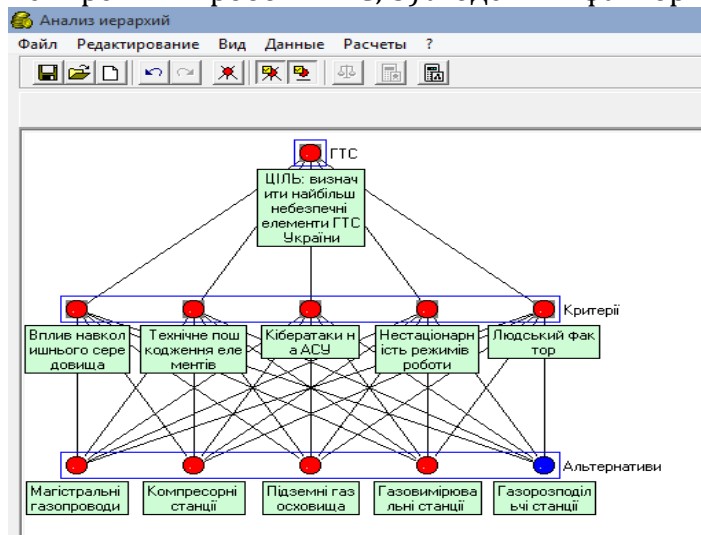 Анализ иерархий
Файл Редактирование Вид Данные Расчеты ?
ГТС
ЦІЛЬ: визнач
ити найбільш
небезпечні
елементи ГТС
України
Критерії
Вплив навкол
ишнього сере
довища
Технічне пош
кодження еле
ментів
Кібератаки н
а АСУ
Нестаціонарн
ість режимів
роботи
Людський фак
тор
Альтернативи
Магістральні
газопроводи
Компресорні
станції
Підземні газ
осховища
Газовимірюва
льні станції
Газорозподіл
ьчі станції